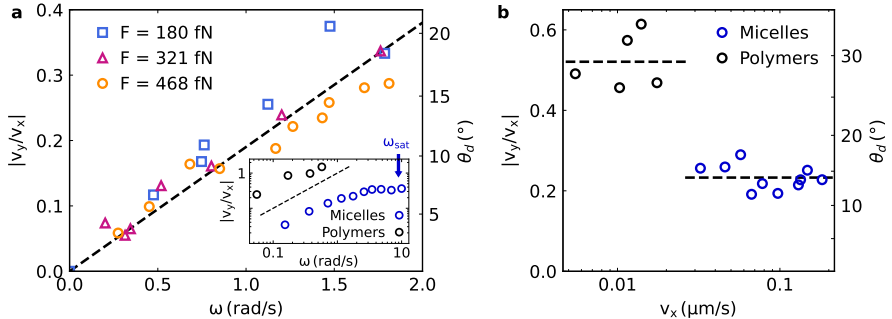 a
F = 180 fN
F = 321 fN
F = 468 fN
|vy/vx|
0.4
0.3
0.2
0.1
0.0
0.0
0.5
1.0
1.5
2.0
ω (rad/s)
20
15
10
5
θd (°)
ωsat
|vy/vx|
1
0.1
1
10
ω (rad/s)
Micelles
Polymers
b
Micelles
Polymers
|vy/vx|
0.6
0.4
0.2
0.0
0.01
0.1
vx (μm/s)
30
20
10
θd (°)